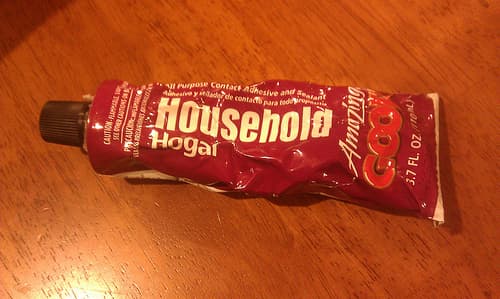 All Purpose Contact Adhesive and Sealant
Adhesivo y sellador de contacto para todo propósito
Household
Hogar
Amazing
GOOP
3.7 FL. OZ.
CAUTION: FLAMMABLE